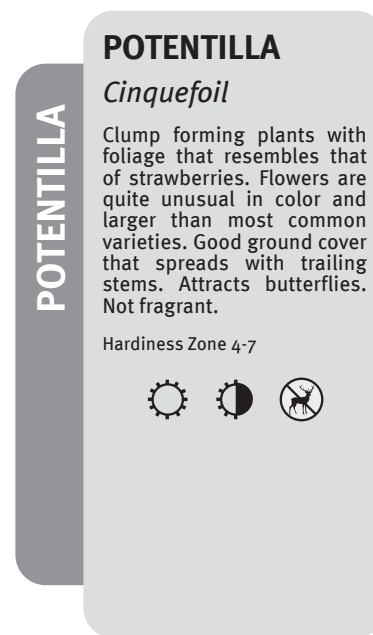 POTENTILLA
POTENTILLA
Cinquefoil
Clump forming plants with
foliage that resembles that
of strawberries. Flowers are
quite unusual in color and
larger than most common
varieties. Good ground cover
that spreads with trailing
stems. Attracts butterflies.
Not fragrant.
Hardiness Zone 4-7